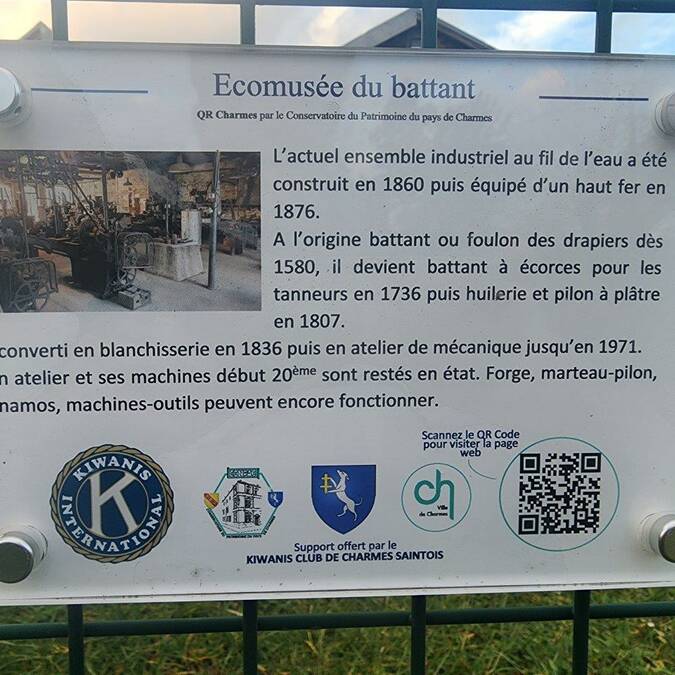 Ecomusée du battant
QR Charmes par le Conservatoire du Patrimoine du pays de Charmes
L'actuel ensemble industriel au fil de l'eau a été
construit en 1860 puis équipé d'un haut fer en
1876.
A l'origine battant ou foulon des drapiers dès
1580, il devient battant à écorces pour les
tanneurs en 1736 puis huilerie et pilon à plâtre
en 1807.
converti en blanchisserie en 1836 puis en atelier de mécanique jusqu'en 1971.
n atelier et ses machines début 20ème sont restés en état. Forge, marteau-pilon,
namos, machines-outils peuvent encore fonctionner.
Scannez le QR Code
pour visiter la page
web
KIWANIS
K
INTERNATIONAL
ch
Ville
de Charmes
Support offert par le
KIWANIS CLUB DE CHARMES SAINTOIS